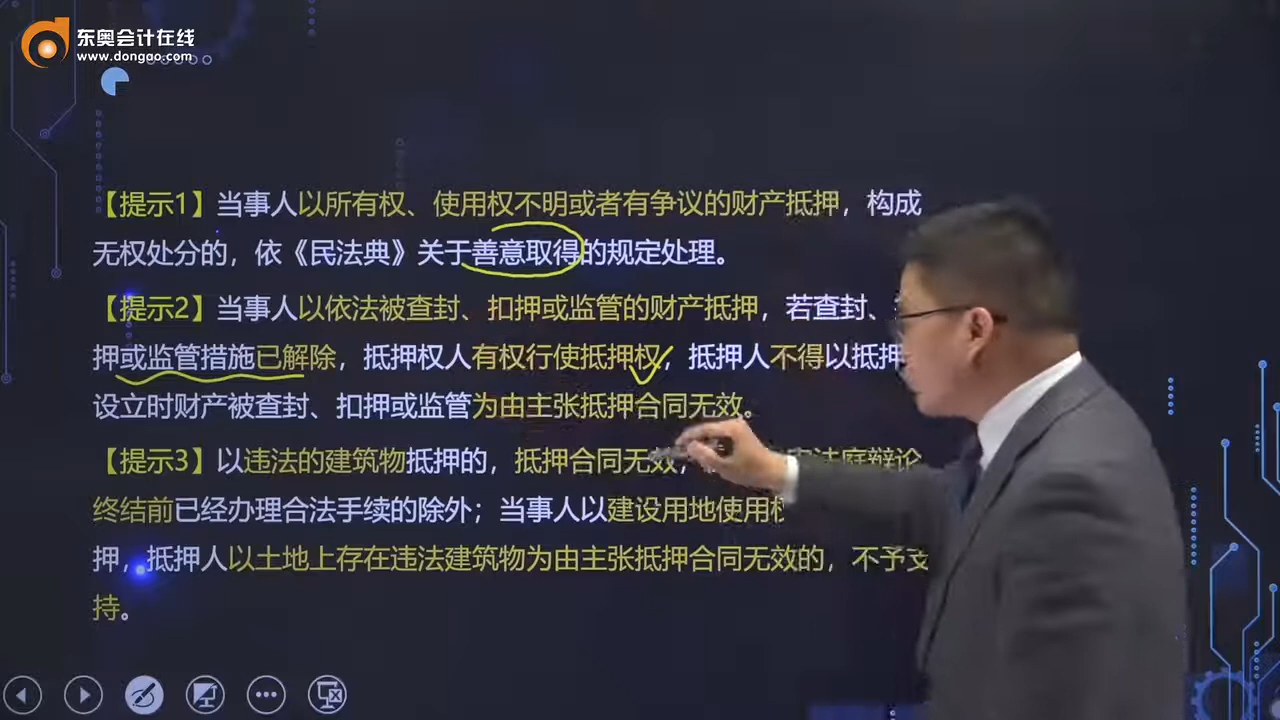 东奥会计在线
www.dongao.com
【提示1】当事人以所有权、使用权不明或者有争议的财产抵押，构成
无权处分的，依《民法典》关于善意取得的规定处理。
【提示2】当事人以依法被查封、扣押或监管的财产抵押，若查封、
押或监管措施已解除，抵押权人有权行使抵押权，抵押人不得以抵押
设立时财产被查封、扣押或监管为由主张抵押合同无效。
【提示3】以违法的建筑物抵押的，抵押合同无效，法庭辩论
终结前已经办理合法手续的除外；当事人以建设用地使用
押，抵押人以土地上存在违法建筑物为由主张抵押合同无效的，不予支
持。